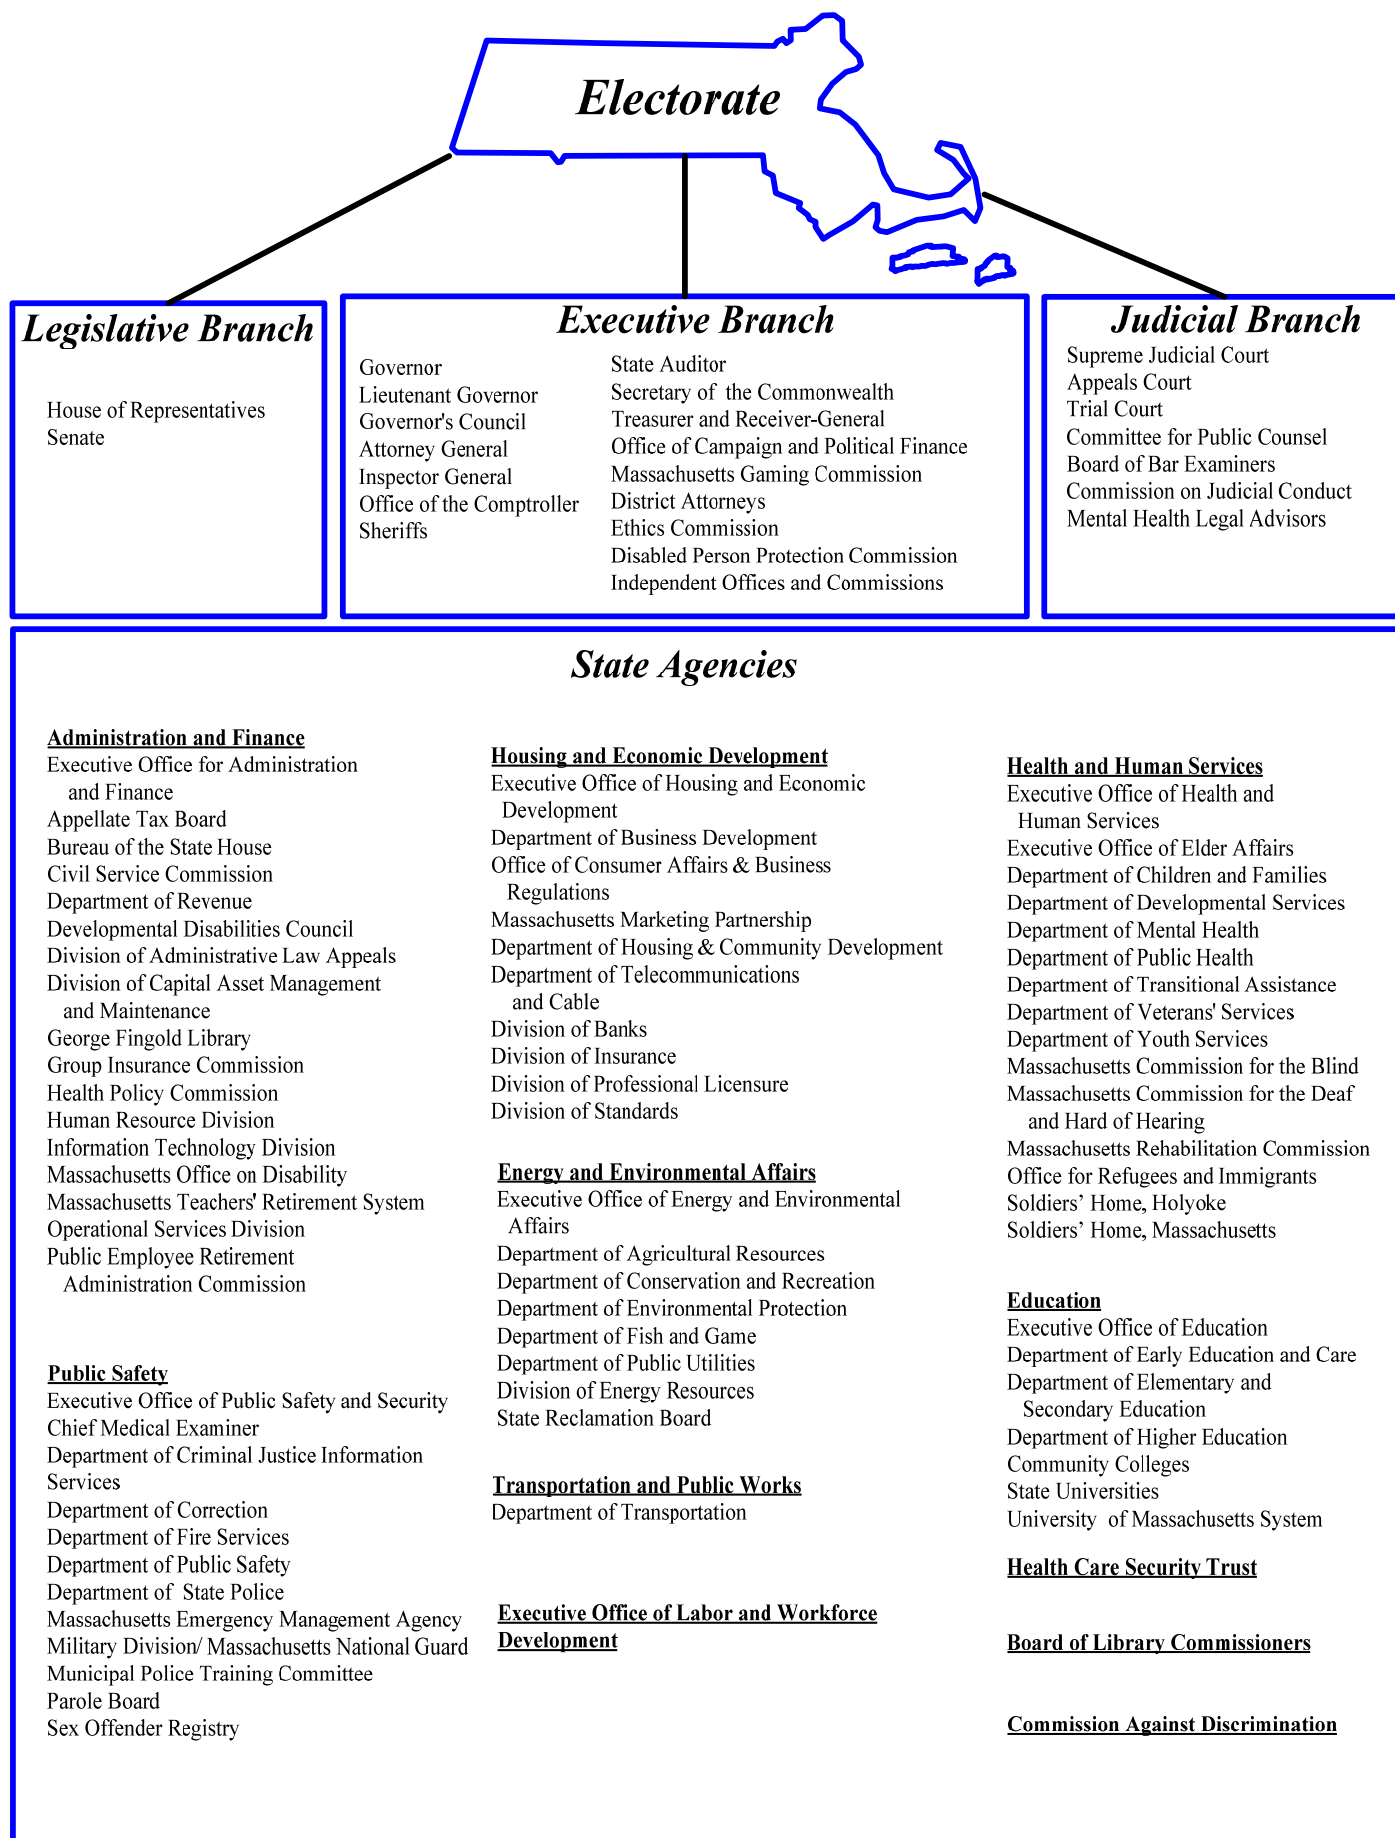 Electorate
Legislative Branch
House of Representatives
Senate
Executive Branch
Governor
Lieutenant Governor
Governor's Council
Attorney General
Inspector General
Office of the Comptroller
Sheriffs
State Auditor
Secretary of the Commonwealth
Treasurer and Receiver-General
Office of Campaign and Political Finance
Massachusetts Gaming Commission
District Attorneys
Ethics Commission
Disabled Person Protection Commission
Independent Offices and Commissions
Judicial Branch
Supreme Judicial Court
Appeals Court
Trial Court
Committee for Public Counsel
Board of Bar Examiners
Commission on Judicial Conduct
Mental Health Legal Advisors
State Agencies
Administration and Finance
Executive Office for Administration
and Finance
Appellate Tax Board
Bureau of the State House
Civil Service Commission
Department of Revenue
Developmental Disabilities Council
Division of Administrative Law Appeals
Division of Capital Asset Management
and Maintenance
George Fingold Library
Group Insurance Commission
Health Policy Commission
Human Resource Division
Information Technology Division
Massachusetts Office on Disability
Massachusetts Teachers' Retirement System
Operational Services Division
Public Employee Retirement
Administration Commission
Public Safety
Executive Office of Public Safety and Security
Chief Medical Examiner
Department of Criminal Justice Information
Services
Department of Correction
Department of Fire Services
Department of Public Safety
Department of State Police
Massachusetts Emergency Management Agency
Military Division/ Massachusetts National Guard
Municipal Police Training Committee
Parole Board
Sex Offender Registry
Housing and Economic Development
Executive Office of Housing and Economic
Development
Department of Business Development
Office of Consumer Affairs & Business
Regulations
Massachusetts Marketing Partnership
Department of Housing & Community Development
Department of Telecommunications
and Cable
Division of Banks
Division of Insurance
Division of Professional Licensure
Division of Standards
Energy and Environmental Affairs
Executive Office of Energy and Environmental
Affairs
Department of Agricultural Resources
Department of Conservation and Recreation
Department of Environmental Protection
Department of Fish and Game
Department of Public Utilities
Division of Energy Resources
State Reclamation Board
Transportation and Public Works
Department of Transportation
Executive Office of Labor and Workforce
Development
Health and Human Services
Executive Office of Health and
Human Services
Executive Office of Elder Affairs
Department of Children and Families
Department of Developmental Services
Department of Mental Health
Department of Public Health
Department of Transitional Assistance
Department of Veterans' Services
Department of Youth Services
Massachusetts Commission for the Blind
Massachusetts Commission for the Deaf
and Hard of Hearing
Massachusetts Rehabilitation Commission
Office for Refugees and Immigrants
Soldiers’ Home, Holyoke
Soldiers’ Home, Massachusetts
Education
Executive Office of Education
Department of Early Education and Care
Department of Elementary and
Secondary Education
Department of Higher Education
Community Colleges
State Universities
University of Massachusetts System
Health Care Security Trust
Board of Library Commissioners
Commission Against Discrimination